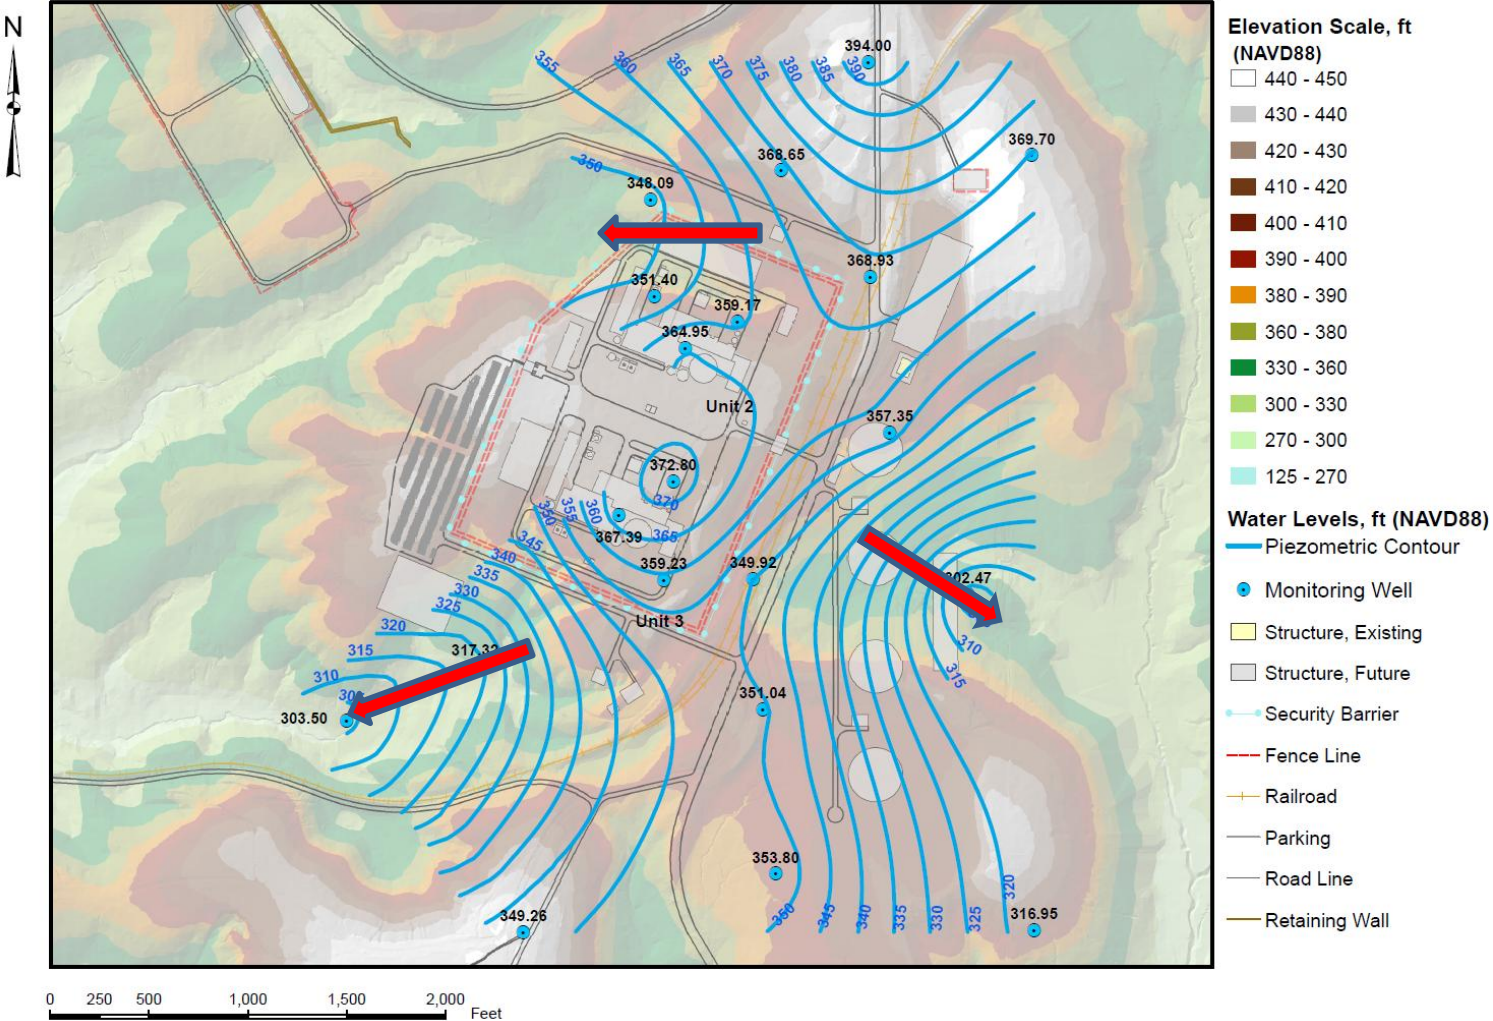 N
394.00
355
360
365
370
375
380
385
390
369.70
368.65
350
348.09
368.93
351.40
359.17
364.95
Unit 2
357.35
372.80
370
350
355
360
367.39
365
345
340
359.23
349.92
335
330
325
Unit 3
320
317.32
315
310
303.50
310
315
351.04
353.80
349.26
350
345
340
335
330
325
320
316.95
0 250 500 1,000 1,500 2,000
Feet
Elevation Scale, ft
(NAVD88)
440 - 450
430 - 440
420 - 430
410 - 420
400 - 410
390 - 400
380 - 390
360 - 380
330 - 360
300 - 330
270 - 300
125 - 270
Water Levels, ft (NAVD88)
Piezometric Contour
Monitoring Well
Structure, Existing
Structure, Future
Security Barrier
Fence Line
Railroad
Parking
Road Line
Retaining Wall